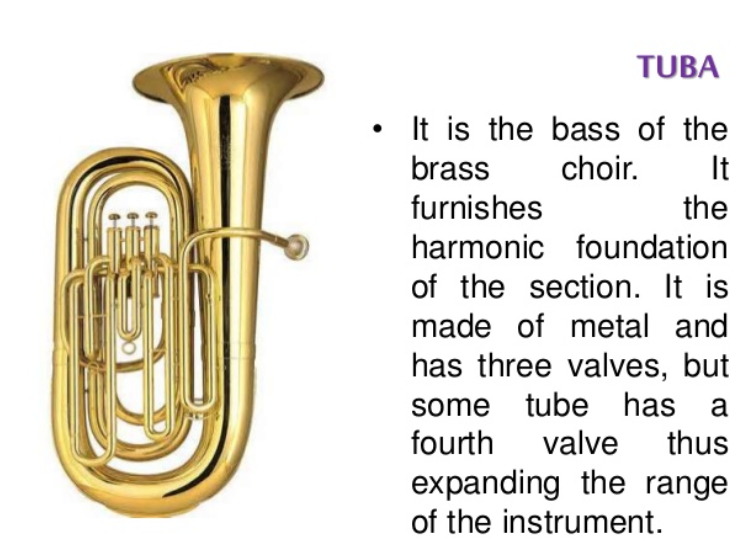 TUBA
• It is the bass of the
brass choir. It
furnishes the
harmonic foundation
of the section. It is
made of metal and
has three valves, but
some tube has a
fourth valve thus
expanding the range
of the instrument.